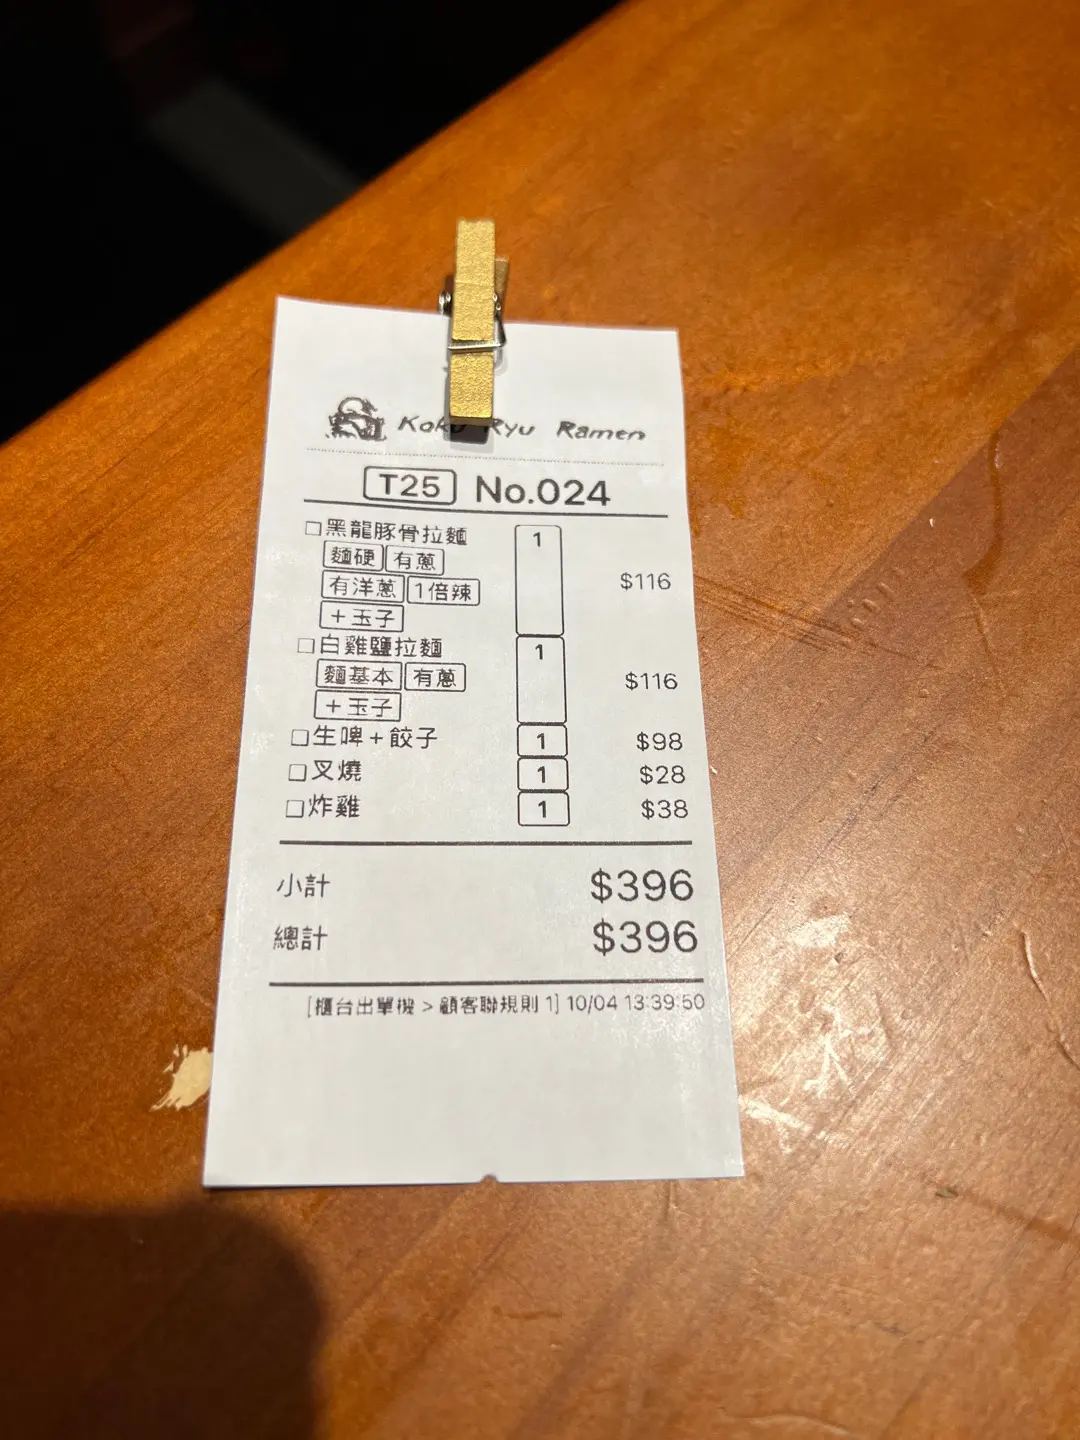 Koku Ryu Ramen
T25 No.024
□黑龍豚骨拉麵 1 $116
麵硬 有蔥
有洋蔥 1倍辣
+玉子
□白雞鹽拉麵 1 $116
麵基本 有蔥
+玉子
□生啤+餃子 1 $98
□叉燒 1 $28
□炸雞 1 $38
小計 $396
總計 $396
[櫃台出單機 > 顧客聯規則 1] 10/04 13:39:50